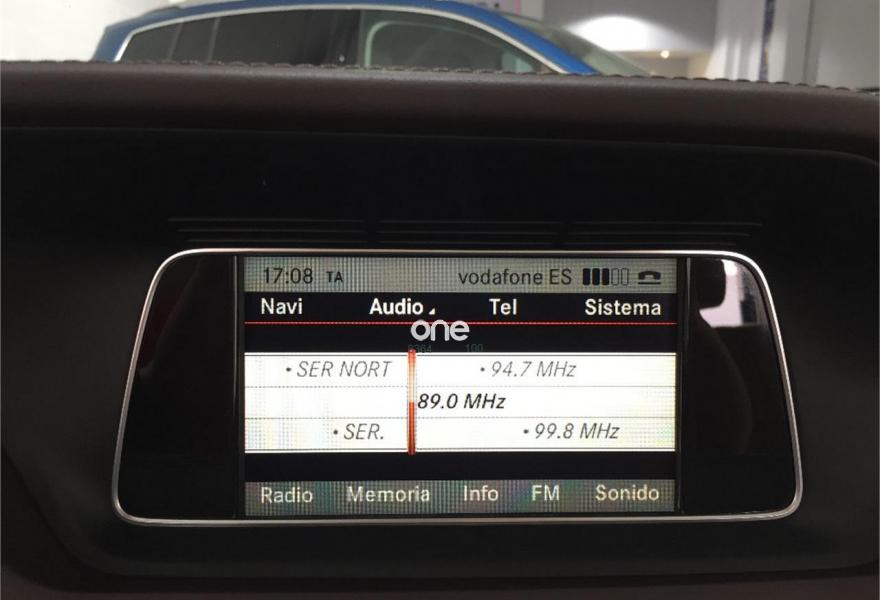 17:08 TA vodafone ES
Navi Audio Tel Sistema
one
100
• SER NORT • 94.7 MHz
89.0 MHz
• SER. • 99.8 MHz
Radio Memoria Info FM Sonido